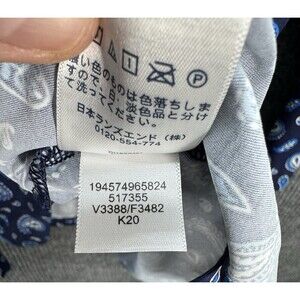 P
濃い色のものは色落ちしま
すので、淡色品と分け
て洗ってください。
日本ランズエンド(株)
0120-554-774
194574965824
517355
V3388/F3482
K20